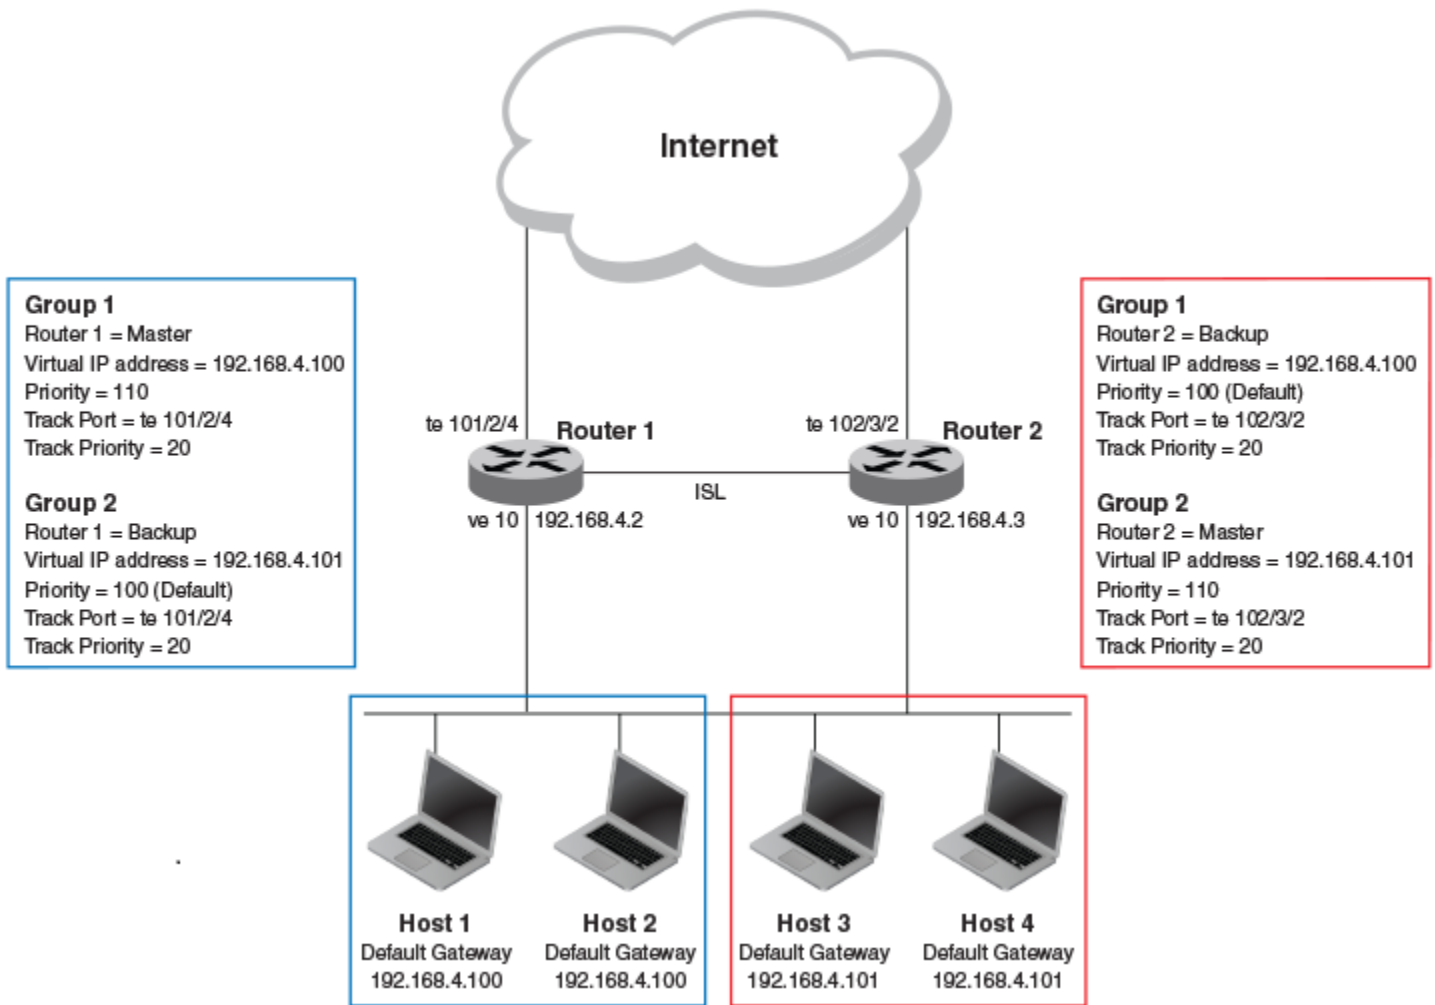 Internet
Group 1
Router 1 = Master
Virtual IP address = 192.168.4.100
Priority = 110
Track Port = te 101/2/4
Track Priority = 20
Group 2
Router 1 = Backup
Virtual IP address = 192.168.4.101
Priority = 100 (Default)
Track Port = te 101/2/4
Track Priority = 20
te 101/2/4
Router 1
ve 10
192.168.4.2
ISL
te 102/3/2
Router 2
ve 10
192.168.4.3
Group 1
Router 2 = Backup
Virtual IP address = 192.168.4.100
Priority = 100 (Default)
Track Port = te 102/3/2
Track Priority = 20
Group 2
Router 2 = Master
Virtual IP address = 192.168.4.101
Priority = 110
Track Port = te 102/3/2
Track Priority = 20
Host 1
Default Gateway
192.168.4.100
Host 2
Default Gateway
192.168.4.100
Host 3
Default Gateway
192.168.4.101
Host 4
Default Gateway
192.168.4.101